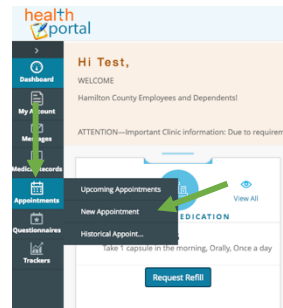 health
portal
Hi Test,
Dashboard
WELCOME
Hamilton County Employees and Dependents!
My Account
ATTENTION—Important Clinic information: Due to requirem
Messages
Medical Records
Appointments
Upcoming Appointments
View All
New Appointment
EDICATION
Questionnaires
Historical Appoint...
Take 1 capsule in the morning, Orally, Once a day
Trackers
Request Refill